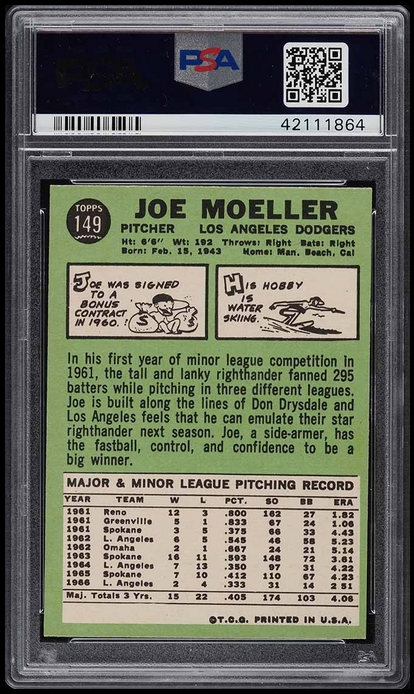 PSA
PSA
42111864
TOPPS
149
JOE MOELLER
PITCHER LOS ANGELES DODGERS
Ht: 6'6" Wt: 192 Throws: Right Bats: Right
Born: Feb. 15, 1943 Home: Man. Beach, Cal
JOE WAS SIGNED
TO A
BONUS
CONTRACT
IN 1960.
$ $
HIS HOBBY
IS
WATER
SKIING.
In his first year of minor league competition in
1961, the tall and lanky righthander fanned 295
batters while pitching in three different leagues.
Joe is built along the lines of Don Drysdale and
Los Angeles feels that he can emulate their star
righthander next season. Joe, a side-armer, has
the fastball, control, and confidence to be a
big winner.
MAJOR & MINOR LEAGUE PITCHING RECORD
YEAR TEAM W L PCT. SO BB ERA
1961 Reno 12 3 .800 162 27 1.82
1961 Greenville 5 1 .833 67 24 1.06
1961 Spokane 3 5 .375 66 33 4.43
1962 L. Angeles 6 5 .545 46 58 5.23
1962 Omaha 2 1 .667 24 21 5.14
1963 Spokane 16 11 .593 148 72 3.81
1964 L. Angeles 7 13 .350 97 31 4.22
1965 Spokane 7 10 .412 110 67 4.23
1966 L. Angeles 2 4 .333 31 14 2.51
Maj. Totals 3 Yrs. 15 22 .405 174 103 4.06
©T.C.G. PRINTED IN U.S.A.